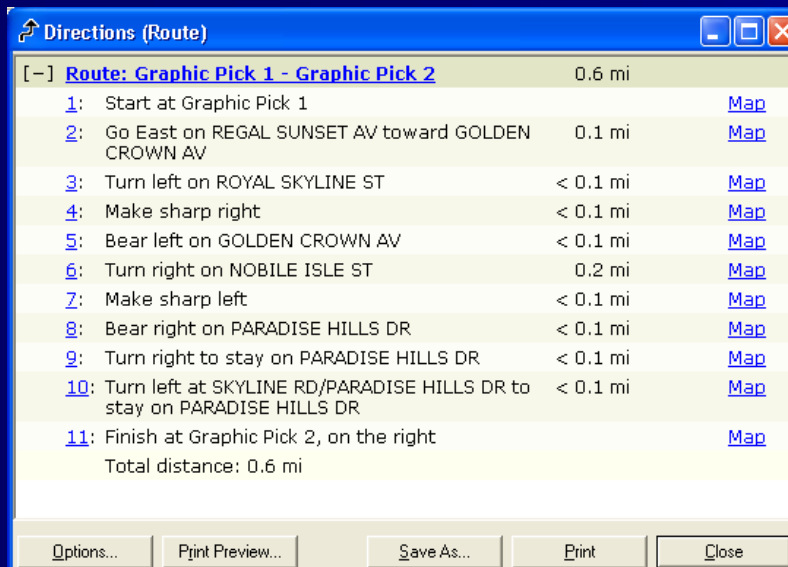 Directions (Route)
[−] Route: Graphic Pick 1 - Graphic Pick 2 0.6 mi
1: Start at Graphic Pick 1 Map
2: Go East on REGAL SUNSET AV toward GOLDEN 0.1 mi Map
CROWN AV
3: Turn left on ROYAL SKYLINE ST < 0.1 mi Map
4: Make sharp right < 0.1 mi Map
5: Bear left on GOLDEN CROWN AV < 0.1 mi Map
6: Turn right on NOBILE ISLE ST 0.2 mi Map
7: Make sharp left < 0.1 mi Map
8: Bear right on PARADISE HILLS DR < 0.1 mi Map
9: Turn right to stay on PARADISE HILLS DR < 0.1 mi Map
10: Turn left at SKYLINE RD/PARADISE HILLS DR to < 0.1 mi Map
stay on PARADISE HILLS DR
11: Finish at Graphic Pick 2, on the right Map
Total distance: 0.6 mi
Options... Print Preview... Save As... Print Close